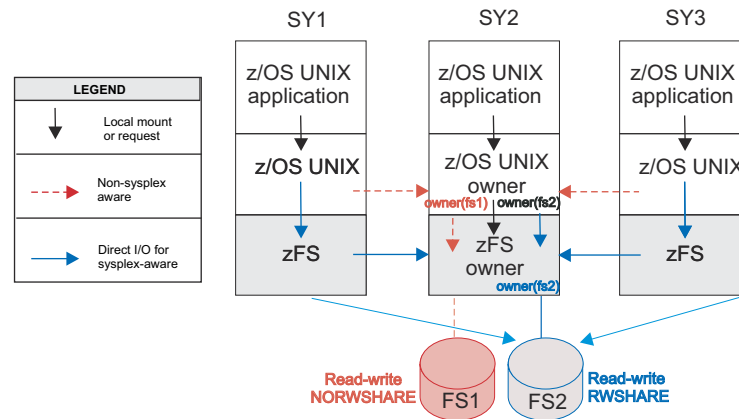 SY1 SY2 SY3
z/OS UNIX
application
z/OS UNIX
application
z/OS UNIX
application
LEGEND
Local mount
or request
Non-sysplex
aware
Direct I/O for
sysplex-aware
z/OS UNIX
z/OS UNIX
owner
z/OS UNIX
owner(fs1) owner(fs2)
zFS
zFS
owner
owner(fs2)
zFS
Read-write
NORWSHARE
FS1
FS2
Read-write
RWSHARE